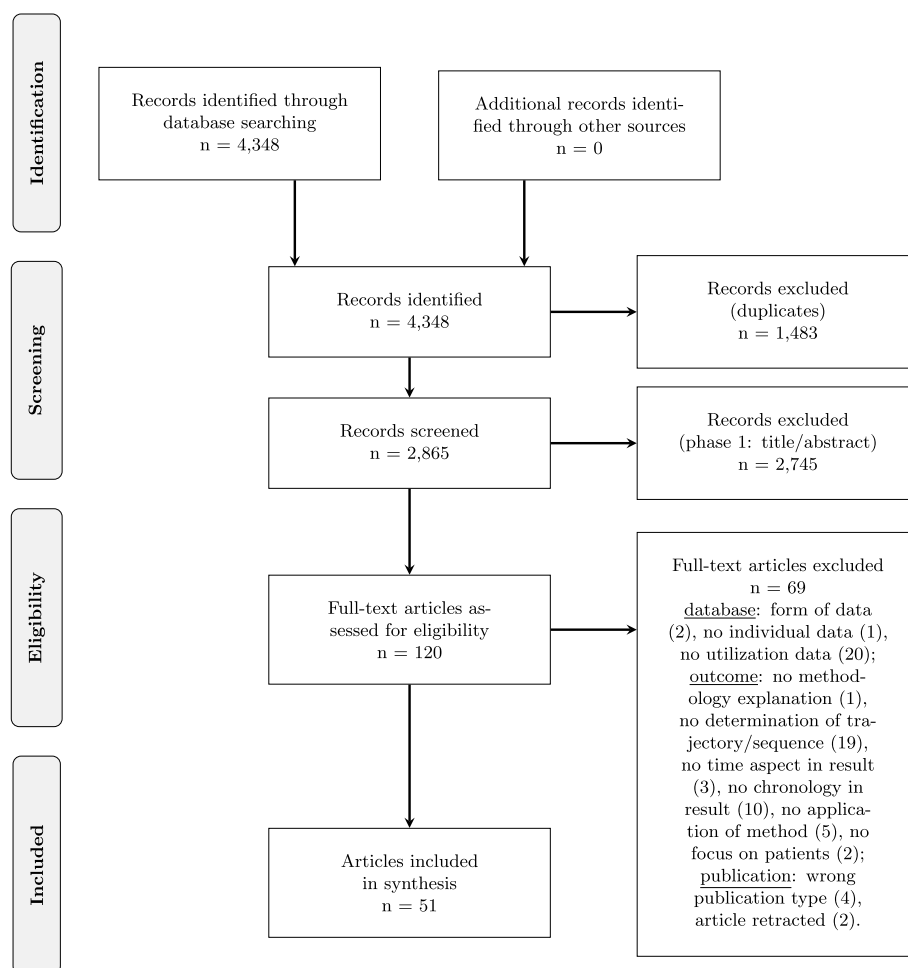 Identification
Records identified through
database searching
n = 4,348
Additional records identi-
fied through other sources
n = 0
Screening
Records identified
n = 4,348
Records excluded
(duplicates)
n = 1,483
Records screened
n = 2,865
Records excluded
(phase 1: title/abstract)
n = 2,745
Eligibility
Full-text articles as-
sessed for eligibility
n = 120
Full-text articles excluded
n = 69
database: form of data
(2), no individual data (1),
no utilization data (20);
outcome: no method-
ology explanation (1),
no determination of tra-
jectory/sequence (19),
no time aspect in result
(3), no chronology in
result (10), no applica-
tion of method (5), no
focus on patients (2);
publication: wrong
publication type (4),
article retracted (2).
Included
Articles included
in synthesis
n = 51